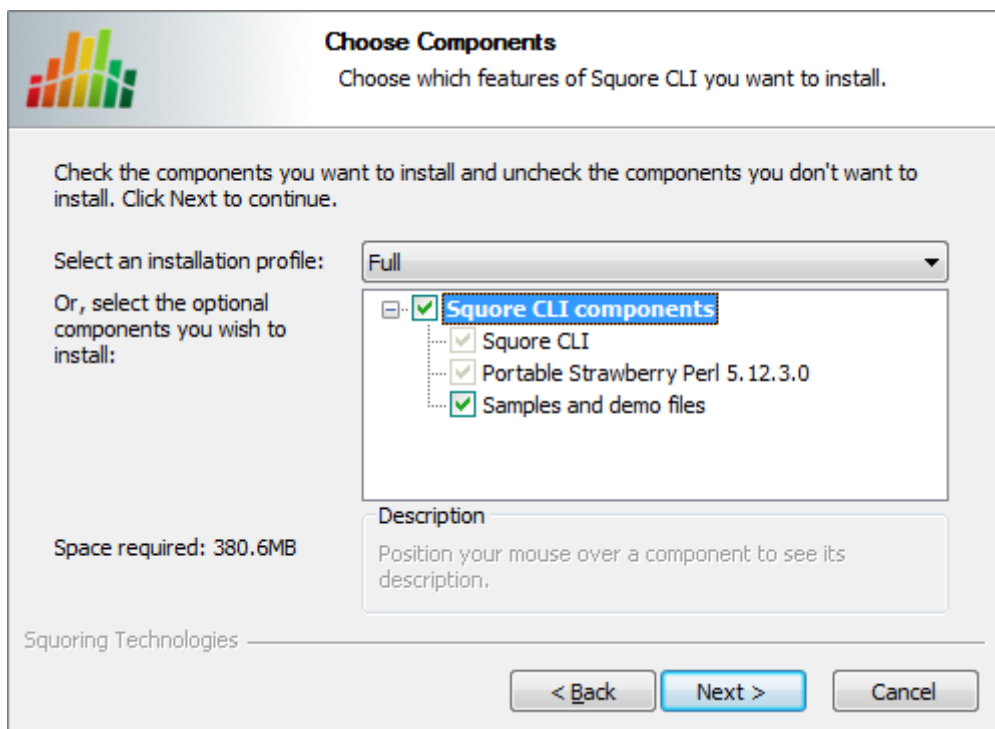 Choose Components
Choose which features of Squore CLI you want to install.
Check the components you want to install and uncheck the components you don't want to
install. Click Next to continue.
Select an installation profile:
Full
Or, select the optional
components you wish to
install:
Squore CLI components
Squore CLI
Portable Strawberry Perl 5.12.3.0
Samples and demo files
Space required: 380.6MB
Description
Position your mouse over a component to see its
description.
Squoring Technologies
< Back
Next >
Cancel